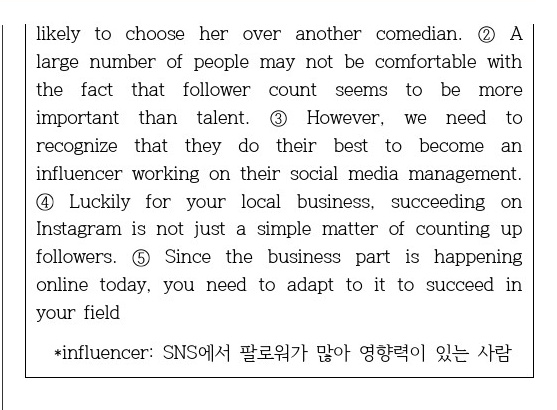 likely to choose her over another comedian. ② A
large number of people may not be comfortable with
the fact that follower count seems to be more
important than talent. ③ However, we need to
recognize that they do their best to become an
influencer working on their social media management.
④ Luckily for your local business, succeeding on
Instagram is not just a simple matter of counting up
followers. ⑤ Since the business part is happening
online today, you need to adapt to it to succeed in
your field
*influencer: SNS에서 팔로워가 많아 영향력이 있는 사람